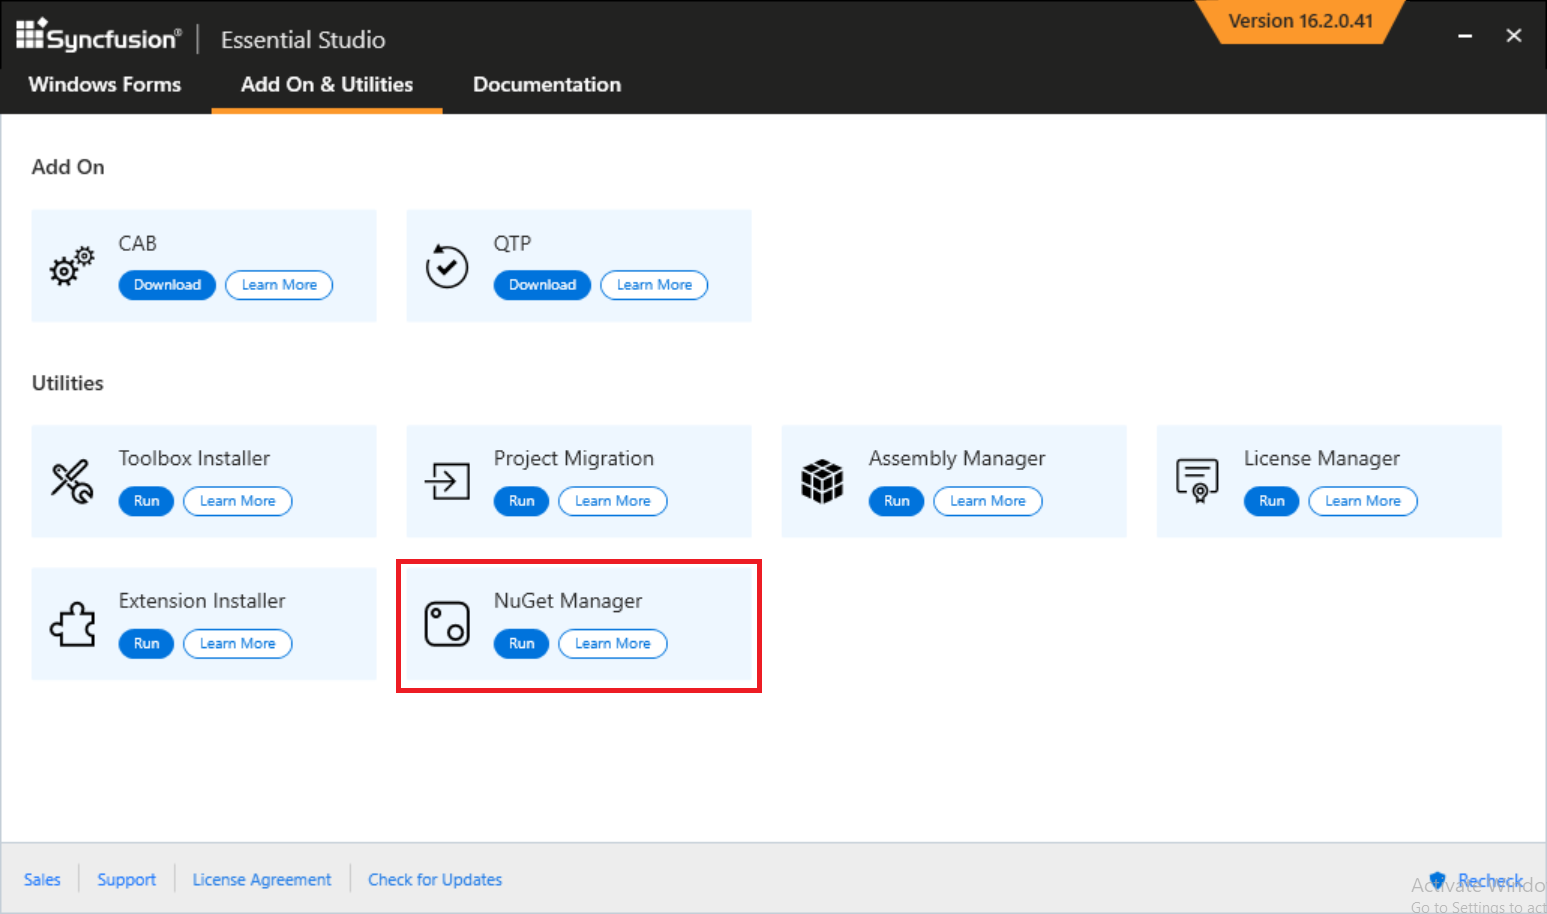 Syncfusion® | Essential Studio
Version 16.2.0.41
Windows Forms Add On & Utilities Documentation
Add On
CAB
Download Learn More
QTP
Download Learn More
Utilities
Toolbox Installer
Run Learn More
Project Migration
Run Learn More
Assembly Manager
Run Learn More
License Manager
Run Learn More
Extension Installer
Run Learn More
NuGet Manager
Run Learn More
Sales Support License Agreement Check for Updates
Recheck
Activate Windo
Go to Settings to act